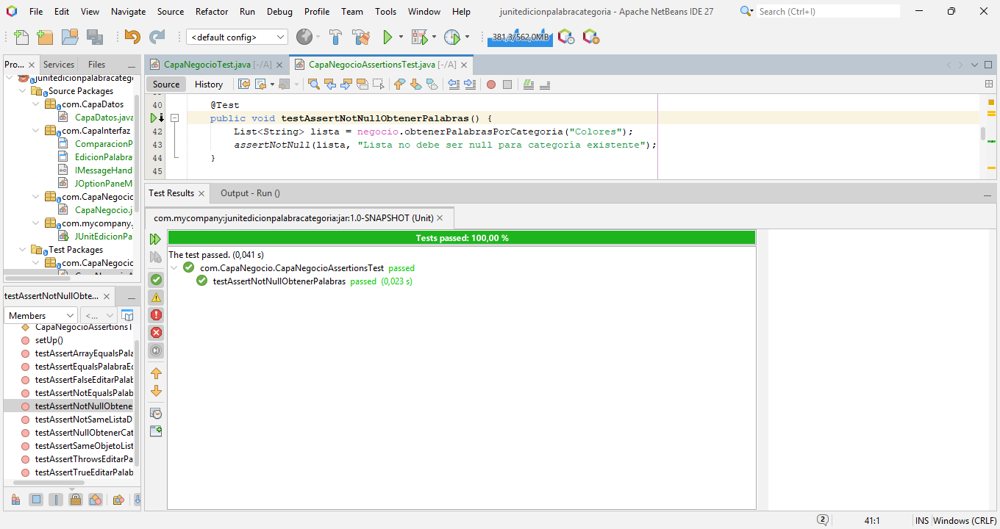 File Edit View Navigate Source Refactor Run Debug Profile Team Tools Window Help
junitedicionpalabracategoria - Apache NetBeans IDE 27
Search (Ctrl+I)
<default config>
381,3/562,0MB
Pro...
Services
Files
CapaNegocioTest.java [-/A]
CapaNegocioAssertionsTest.java [-/A]
Source
History
junitedicionpalabracateg
Source Packages
com.CapaDatos
CapaDatos.java
com.CapaInterfaz
ComparacionP
EdicionPalabra
IMessageHand
JOptionPaneM
com.CapaNegocio
CapaNegocio.j
com.mycompany.
JUnitEdicionPa
Test Packages
com.CapaNegocio
40 @Test
public void testAssertNotNullObtenerPalabras() {
42 List<String> lista = negocio.obtenerPalabrasPorCategoria("Colores");
43 assertNotNull(lista, "Lista no debe ser null para categoría existente");
44 }
45
Test Results
Output - Run ()
com.mycompany:junitedicionpalabracategoria:jar:1.0-SNAPSHOT (Unit)
Tests passed: 100,00 %
The test passed. (0,041 s)
com.CapaNegocio.CapaNegocioAssertionsTest passed
testAssertNotNullObtenerPalabras passed (0,023 s)
testAssertNotNullObte...
Members
<...
CapaNegocioAssertionsT
setUp()
testAssertArrayEqualsPala
testAssertEqualsPalabraEd
testAssertFalseEditarPalab
testAssertNotEqualsPalab
testAssertNotNullObtene
testAssertNotSameListaD
testAssertNullObtenerCat
testAssertSameObjetoList
testAssertThrowsEditarPa
testAssertTrueEditarPalab
2
41:1
INS
Windows (CRLF)